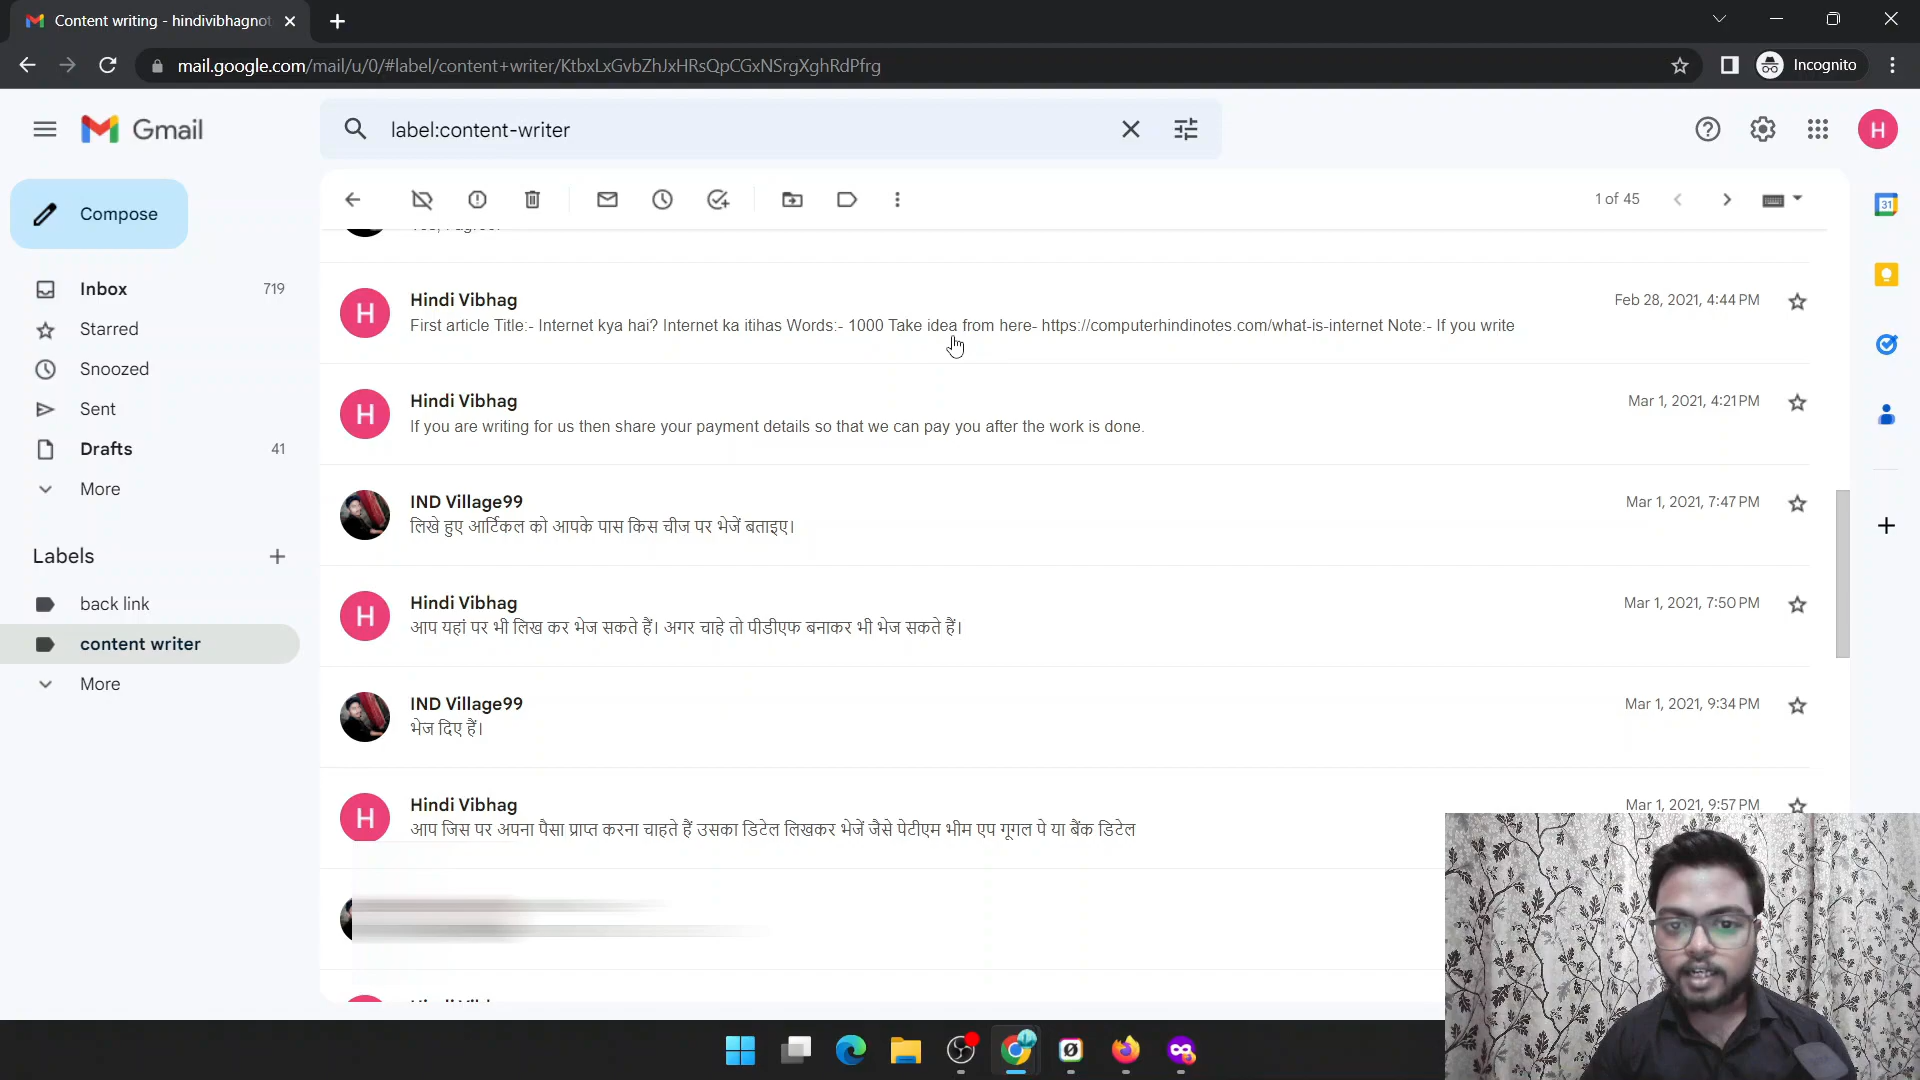 Content writing - hindivibhagnot
mail.google.com/mail/u/0/#label/content+writer/KtbxLxGvbZhJxHRsQpCGxNSrgXghRdPfrg
Incognito
Gmail
label:content-writer
H
Compose
1 of 45
31
Inbox 719
Starred
Snoozed
Sent
Drafts 41
More
Labels
back link
content writer
More
Yes, I agree.
H
Hindi Vibhag
Feb 28, 2021, 4:44 PM
First article Title:- Internet kya hai? Internet ka itihas Words:- 1000 Take idea from here- https://computerhindinotes.com/what-is-internet Note:- If you write
H
Hindi Vibhag
Mar 1, 2021, 4:21 PM
If you are writing for us then share your payment details so that we can pay you after the work is done.
IND Village99
Mar 1, 2021, 7:47 PM
लिखे हुए आर्टिकल को आपके पास किस चीज पर भेजें बताइए।
H
Hindi Vibhag
Mar 1, 2021, 7:50 PM
आप यहां पर भी लिख कर भेज सकते हैं। अगर चाहे तो पीडीएफ बनाकर भी भेज सकते हैं।
IND Village99
Mar 1, 2021, 9:34 PM
भेज दिए हैं।
H
Hindi Vibhag
Mar 1, 2021, 9:57 PM
आप जिस पर अपना पैसा प्राप्त करना चाहते हैं उसका डिटेल लिखकर भेजें जैसे पेटीएम भीम एप गूगल पे या बैंक डिटेल